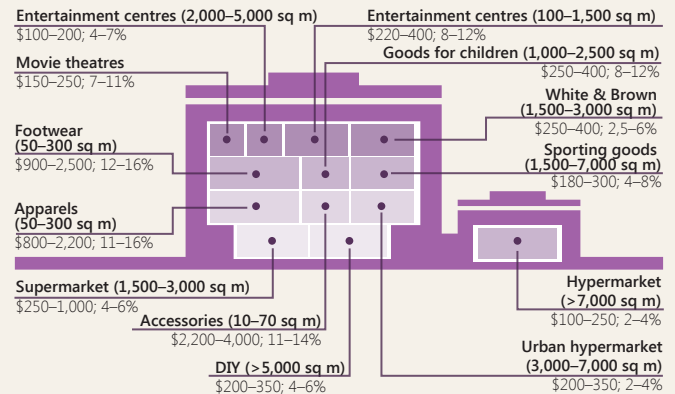 Entertainment centres (2,000–5,000 sq m)
$100–200; 4–7%
Movie theatres
$150–250; 7–11%
Footwear
(50–300 sq m)
$900–2,500; 12–16%
Apparels
(50–300 sq m)
$800–2,200; 11–16%
Supermarket (1,500–3,000 sq m)
$250–1,000; 4–6%
Accessories (10–70 sq m)
$2,200–4,000; 11–14%
DIY (>5,000 sq m)
$200–350; 4–6%
Entertainment centres (100–1,500 sq m)
$220–400; 8–12%
Goods for children (1,000–2,500 sq m)
$250–400; 8–12%
White & Brown
(1,500–3,000 sq m)
$250–400; 2,5–6%
Sporting goods
(1,500–7,000 sq m)
$180–300; 4–8%
Hypermarket
(>7,000 sq m)
$100–250; 2–4%
Urban hypermarket
(3,000–7,000 sq m)
$200–350; 2–4%